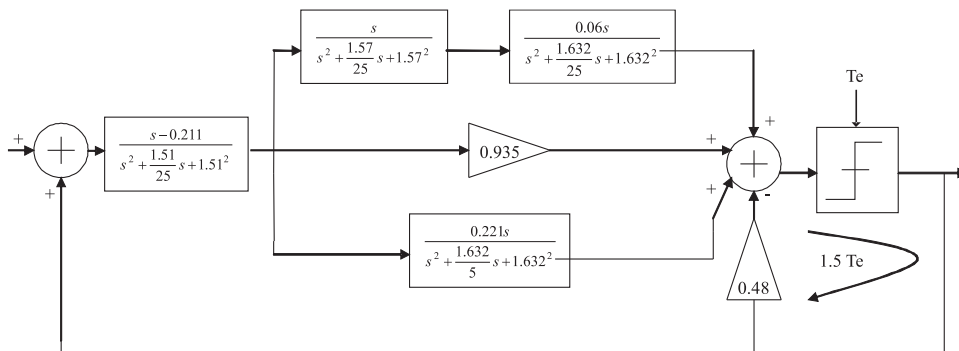 s
s² + 1.57/25 s + 1.57²
0.06s
s² + 1.632/25 s + 1.632²
Te
+
+
s − 0.211
s² + 1.51/25 s + 1.51²
+
0.935
+
+
+
-
0.221s
s² + 1.632/5 s + 1.632²
1.5 Te
0.48